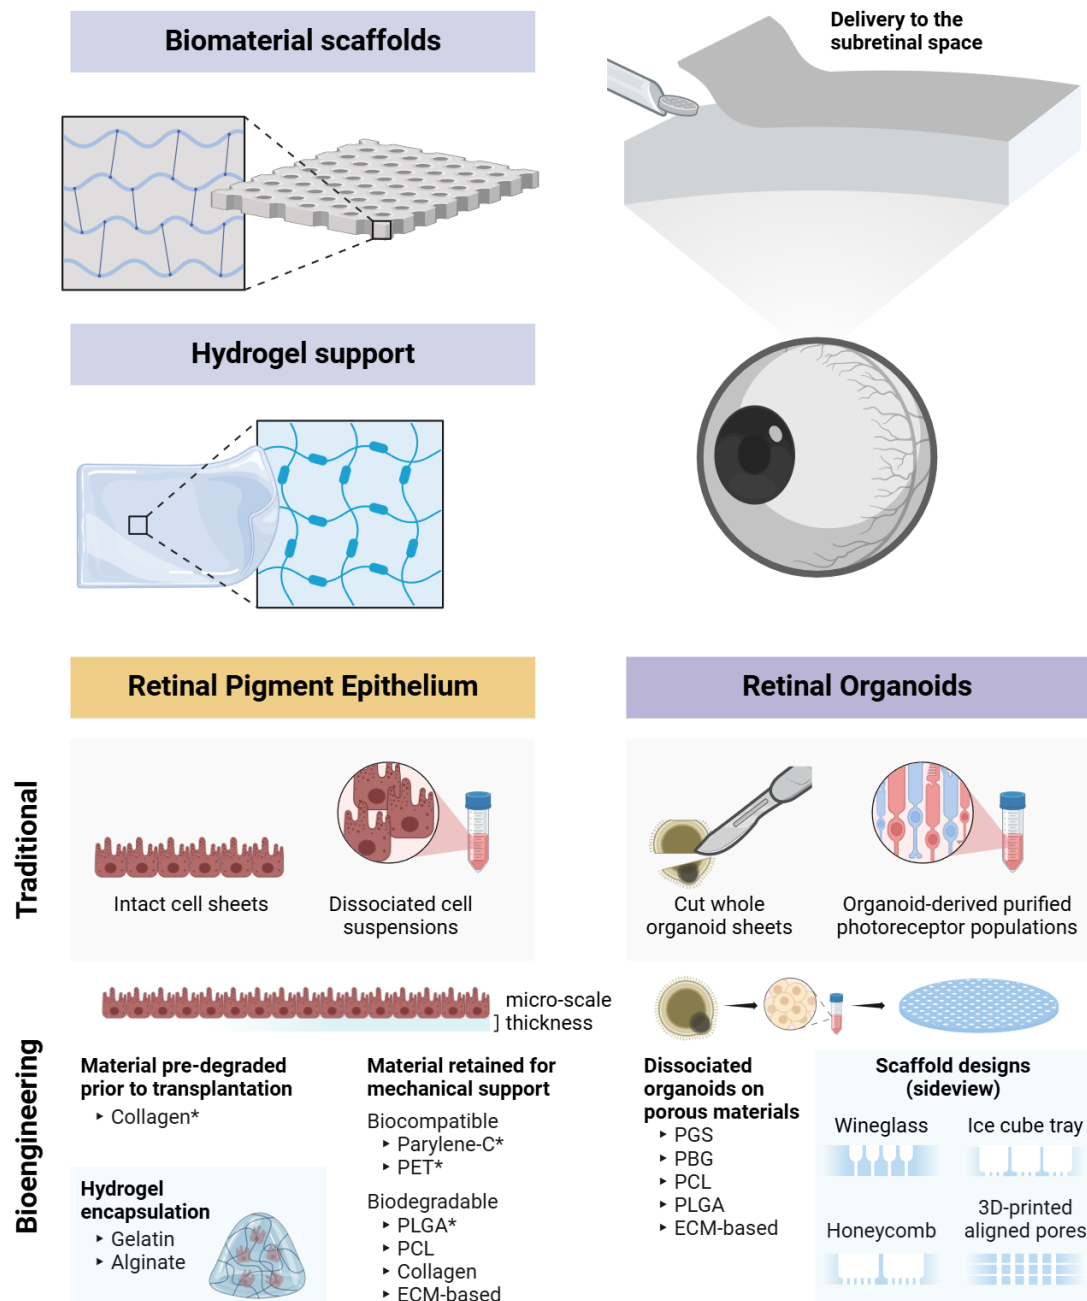 Biomaterial scaffolds
Delivery to the
subretinal space
Hydrogel support
Retinal Pigment Epithelium
Retinal Organoids
Traditional
Intact cell sheets
Dissociated cell
suspensions
Cut whole
organoid sheets
Organoid-derived purified
photoreceptor populations
Bioengineering
micro-scale
thickness
Material pre-degraded
prior to transplantation
‣ Collagen*
Hydrogel
encapsulation
‣ Gelatin
‣ Alginate
Material retained for
mechanical support
Biocompatible
‣ Parylene-C*
‣ PET*
Biodegradable
‣ PLGA*
‣ PCL
‣ Collagen
‣ ECM-based
Dissociated
organoids on
porous materials
‣ PGS
‣ PBG
‣ PCL
‣ PLGA
‣ ECM-based
Scaffold designs
(sideview)
Wineglass
Ice cube tray
Honeycomb
3D-printed
aligned pores